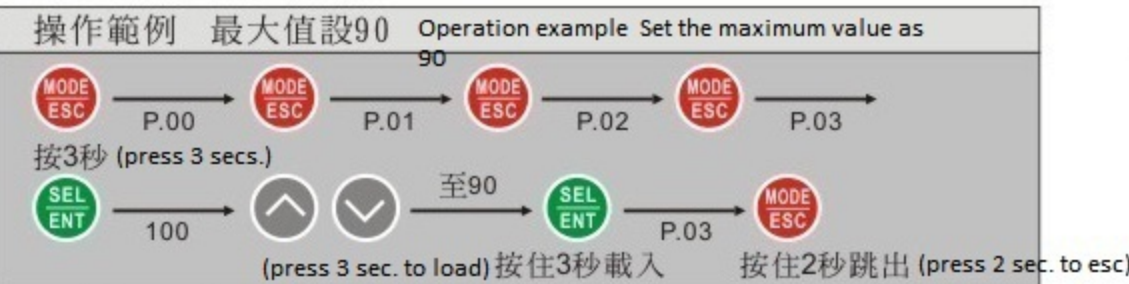 操作範例 最大值設90 Operation example Set the maximum value as
90
MODE ESC P.00 MODE ESC P.01 MODE ESC P.02 MODE ESC P.03
按3秒 (press 3 secs.)
SEL ENT 100 至90 SEL ENT P.03 MODE ESC
(press 3 sec. to load) 按住3秒載入 按住2秒跳出 (press 2 sec. to esc)